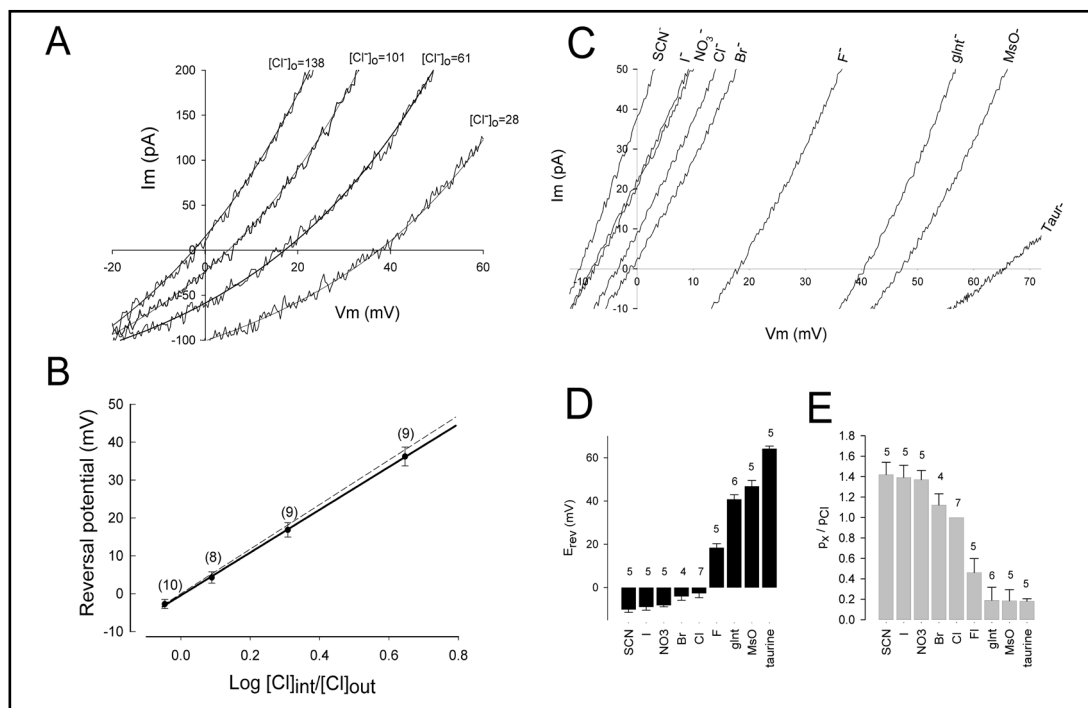 A
[Cl⁻]o=138
[Cl⁻]o=101
[Cl⁻]o=61
[Cl⁻]o=28
200
150
100
50
0
-50
-100
-20
0
20
40
60
Im (pA)
Vm (mV)
C
SCN⁻
I⁻
NO3⁻
Cl⁻
Br⁻
F⁻
glnt⁻
MsO-
Taur-
50
40
30
20
10
0
-10
-10
0
10
20
30
40
50
60
70
Im (pA)
Vm (mV)
B
50
40
30
20
10
0
-10
(10)
(8)
(9)
(9)
0.0
0.2
0.4
0.6
0.8
Reversal potential (mV)
Log [Cl]int/[Cl]out
D
60
40
20
0
Erev (mV)
5
5
5
4
7
5
6
5
5
SCN
I
NO3
Br
Cl
F
glnt
MsO
taurine
E
1.8
1.6
1.4
1.2
1.0
0.8
0.6
0.4
0.2
0.0
pX / pCl
5
5
5
4
7
5
6
5
5
SCN
I
NO3
Br
Cl
Fl
glnt
MsO
taurine